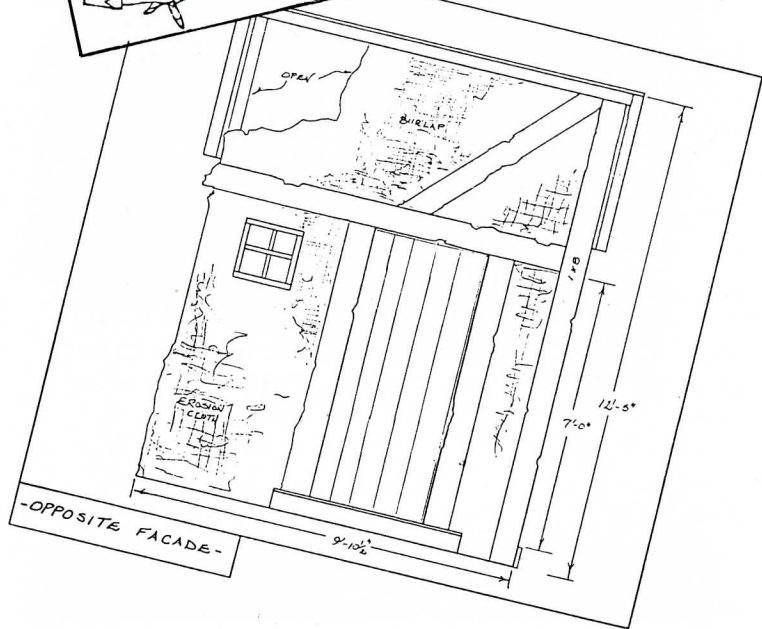 OPEN
BURLAP
1X8
EROSION
CLOTH
7'-0"
12'-5"
9'-10½"
-OPPOSITE FACADE-